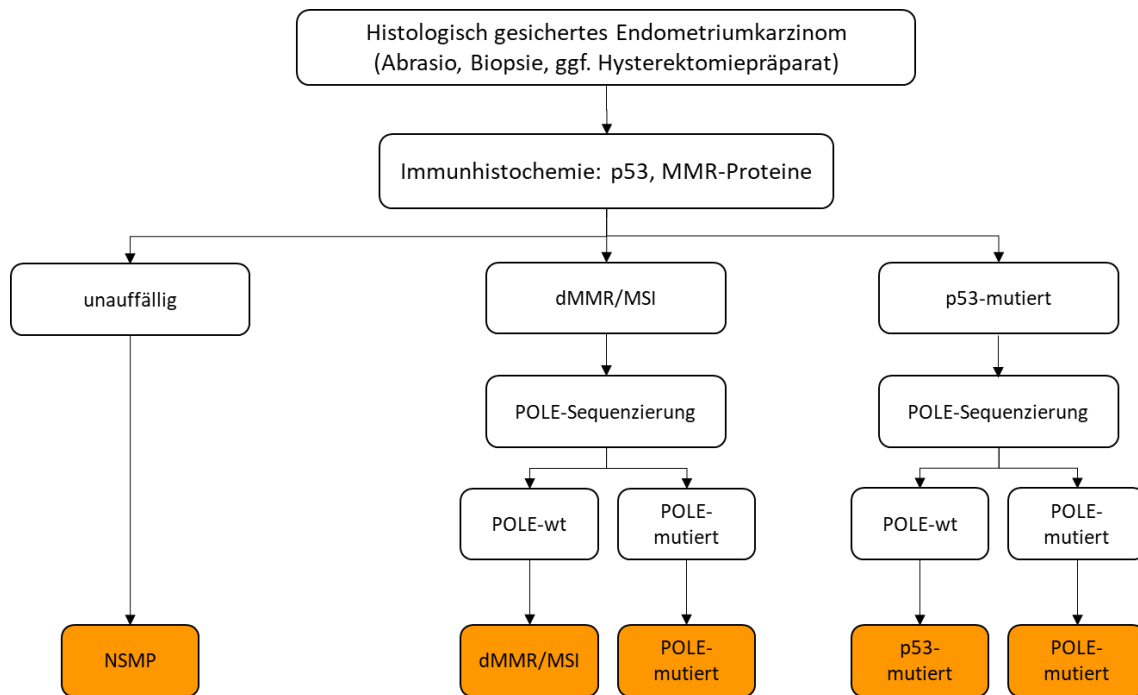 Histologisch gesichertes Endometriumkarzinom
(Abrasio, Biopsie, ggf. Hysterektomiepräparat)
Immunhistochemie: p53, MMR-Proteine
unauffällig
dMMR/MSI
p53-mutiert
POLE-Sequenzierung
POLE-Sequenzierung
POLE-wt
POLE-
mutiert
POLE-wt
POLE-
mutiert
NSMP
dMMR/MSI
POLE-
mutiert
p53-
mutiert
POLE-
mutiert